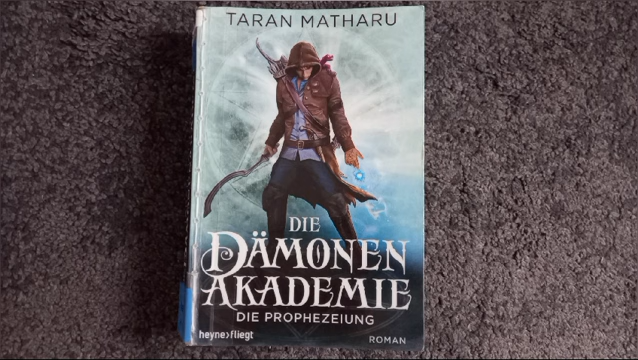 TARAN MATHARU
DIE
DÄMONEN
AKADEMIE
DIE PROPHEZEIUNG
heyne>fliegt
ROMAN